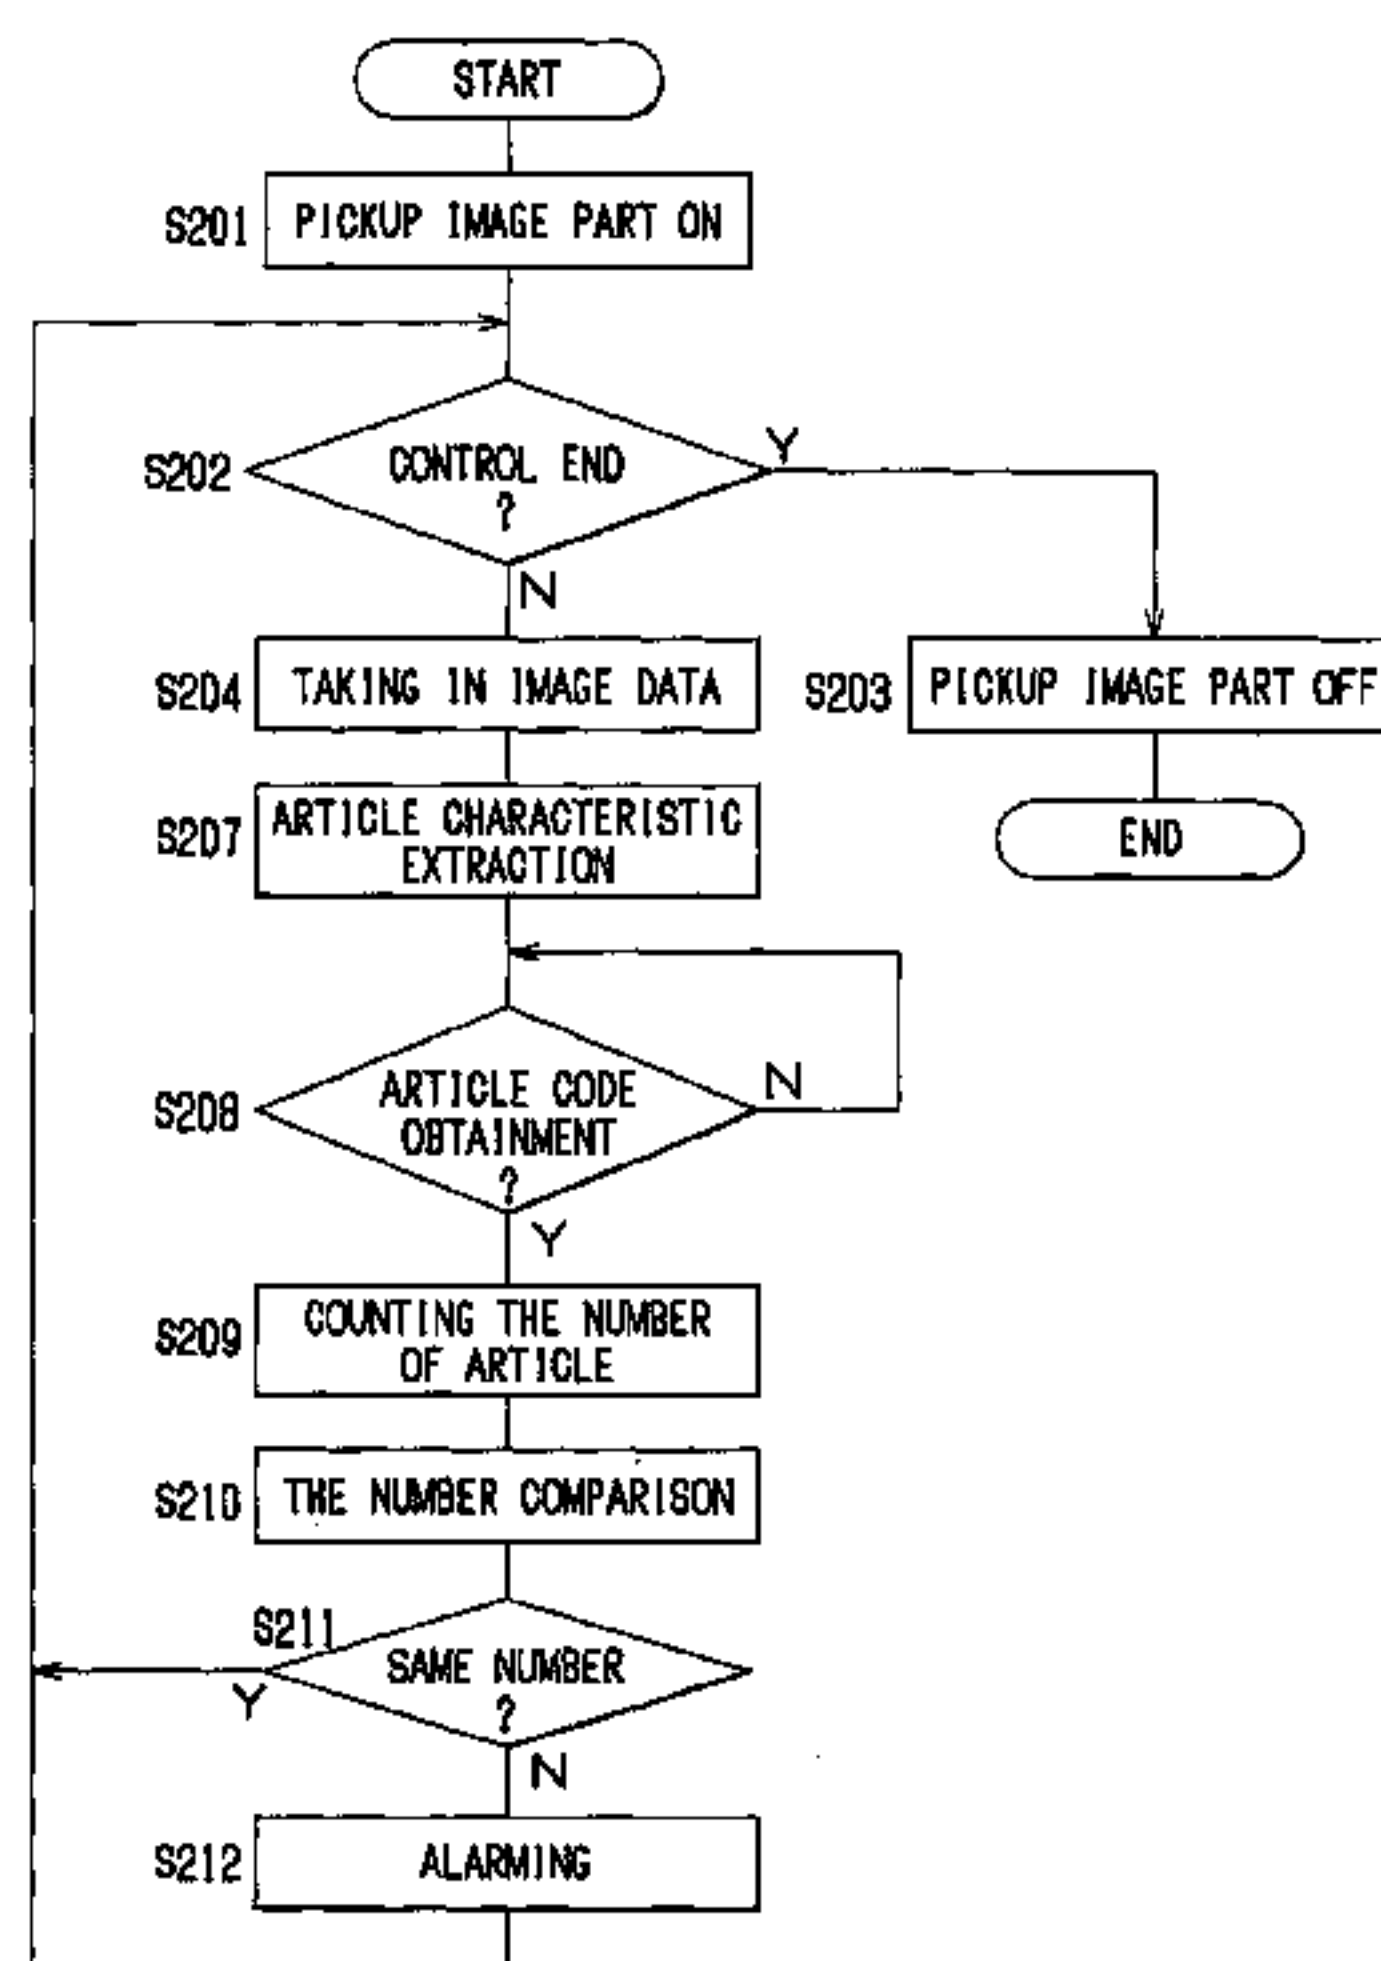 START
S201
PICKUP IMAGE PART ON
S202
CONTROL END
?
Y
N
S204
TAKING IN IMAGE DATA
S203
PICKUP IMAGE PART OFF
S207
ARTICLE CHARACTERISTIC
EXTRACTION
END
S208
ARTICLE CODE
OBTAINMENT
?
N
Y
S209
COUNTING THE NUMBER
OF ARTICLE
S210
THE NUMBER COMPARISON
S211
SAME NUMBER
?
Y
N
S212
ALARMING